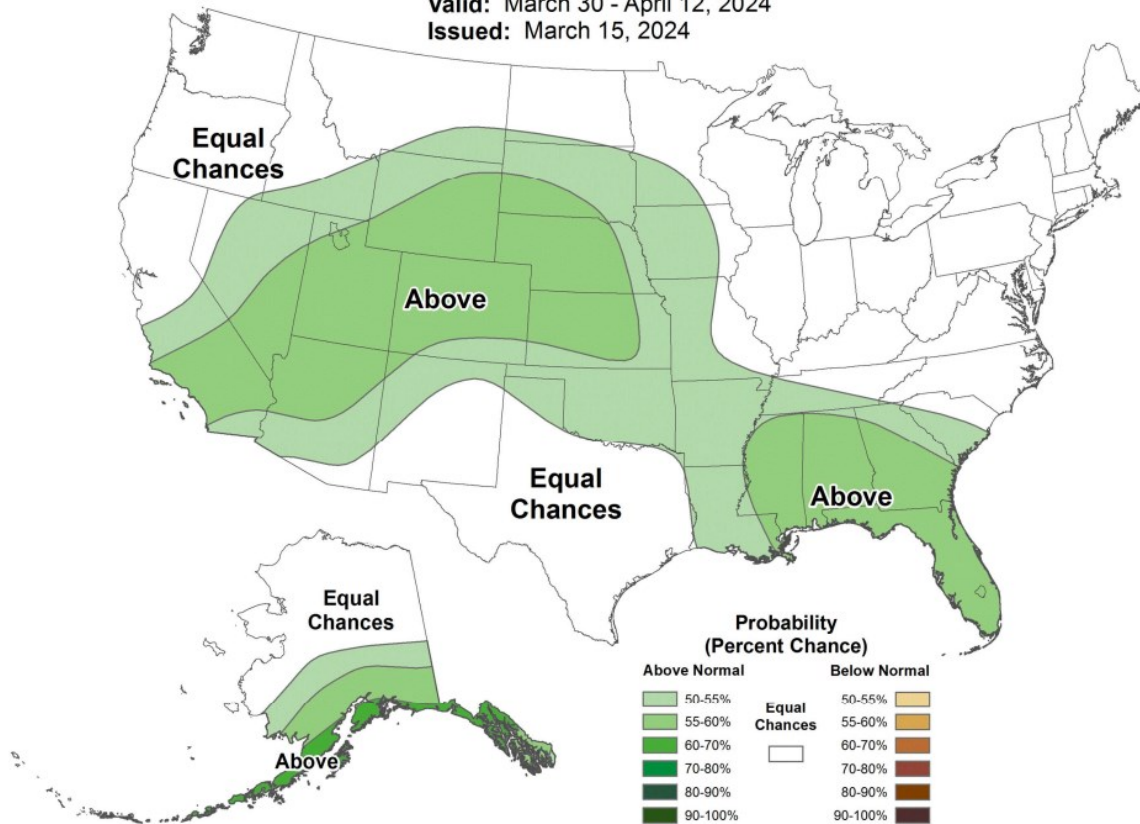 Valid: March 30 - April 12, 2024
Issued: March 15, 2024
Equal
Chances
Above
Equal
Chances
Above
Equal
Chances
Above
Probability
(Percent Chance)
Above Normal
Below Normal
50-55%
55-60%
60-70%
70-80%
80-90%
90-100%
Equal
Chances
50-55%
55-60%
60-70%
70-80%
80-90%
90-100%